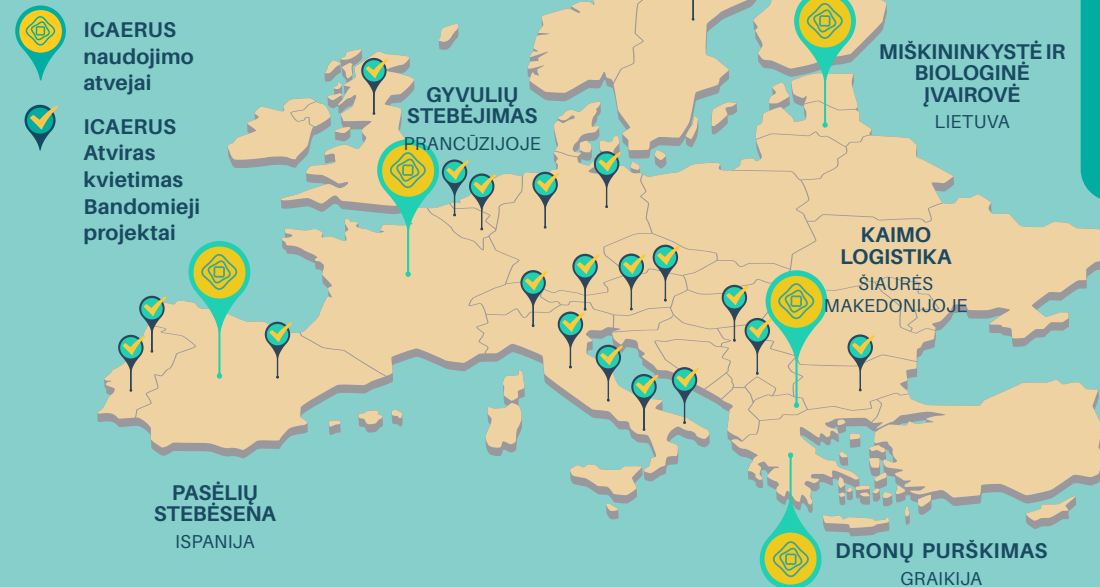 ICAERUS
naudojimo
atvejai
ICAERUS
Atviras
kvietimas
Bandomieji
projektai
GYVULIŲ
STEBĖJIMAS
PRANCŪZIJOJE
MIŠKININKYSTĖ IR
BIOLOGINĖ
ĮVAIROVĖ
LIETUVA
KAIMO
LOGISTIKA
ŠIAURĖS
MAKEDONIJOJE
PASĖLIŲ
STEBĖSENA
ISPANIJA
DRONŲ PURŠKIMAS
GRAIKIJA